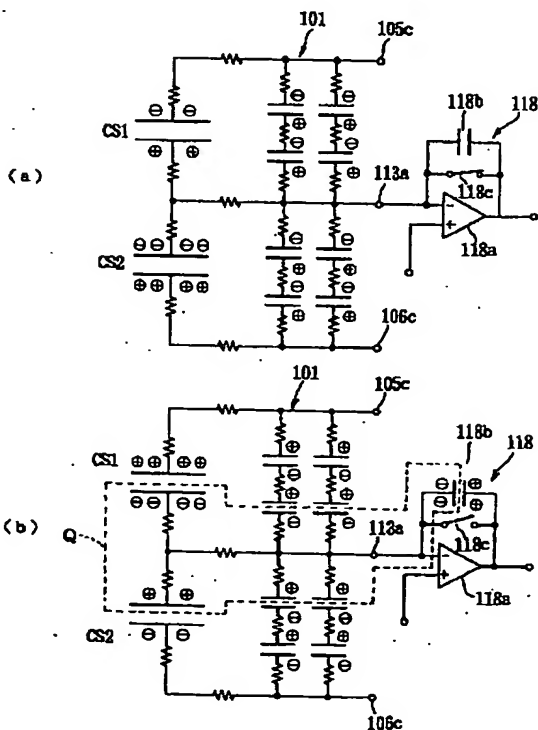 101
105c
118b
118
CS1
⊖ ⊖
⊕ ⊕
⊖ ⊖
⊕ ⊕
⊖ ⊖
⊕ ⊕
118c
(a)
113a
－
＋
118a
CS2
⊖ ⊖ ⊖ ⊖
⊕ ⊕ ⊕ ⊕
⊖ ⊖
⊕ ⊕
⊖ ⊖
⊕ ⊕
106c
101
105c
118b
118
CS1
⊕ ⊕ ⊕ ⊕
⊖ ⊖ ⊖ ⊖
⊕ ⊕
⊖ ⊖
⊕ ⊕
⊖ ⊖
⊖ ⊕
⊖ ⊕
118c
(b)
Q
113a
－
＋
118a
CS2
⊕ ⊕
⊖ ⊖
⊕ ⊕
⊖ ⊖
⊕ ⊕
⊖ ⊖
106c